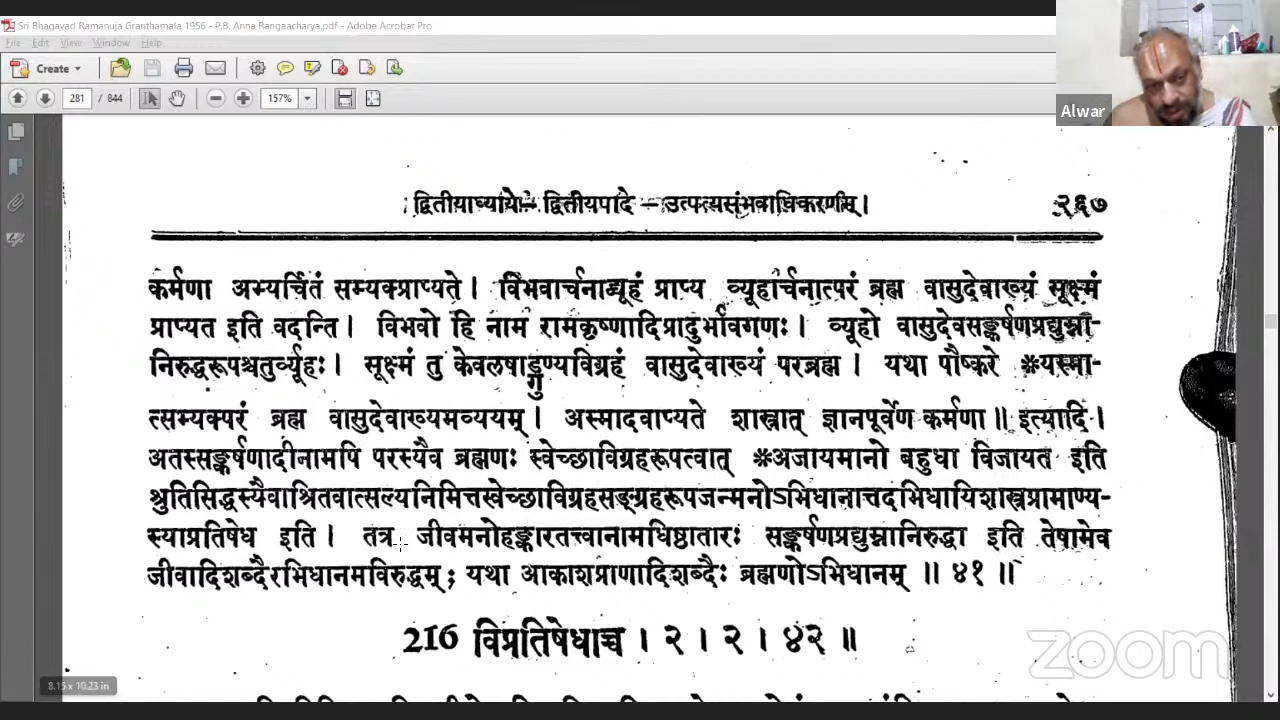 Sri Bhagavad Ramanuja Granthamala 1956 - P.B. Anna Rangaacharya.pdf - Adobe Acrobat Pro
File Edit View Window Help
Create
281 / 844 157%
Alwar
द्वितीयाध्याये – द्वितीयपादे – उत्पत्त्यसंभवाधिकरणम् । २६७
कर्मणा अभ्यर्चितं सम्यक्प्राप्यते । विभवार्चनाद्व्यूहं प्राप्य व्यूहार्चनात्परं ब्रह्म वासुदेवाख्यं सूक्ष्मं
प्राप्यत इति वदन्ति । विभवो हि नाम रामकृष्णादिप्रादुर्भावगणः । व्यूहो वासुदेवसङ्कर्षणप्रद्युम्ना-
निरुद्धरूपश्चतुर्व्यूहः । सूक्ष्मं तु केवलषाड्गुण्यविग्रहं वासुदेवाख्यं परब्रह्म । यथा पौष्करे *यस्मा-
त्सम्यक्परं ब्रह्म वासुदेवाख्यमव्ययम् । अस्मादवाप्यते शास्त्रात् ज्ञानपूर्वेण कर्मणा ॥ इत्यादि ।
अतस्सङ्कर्षणादीनामपि परस्यैव ब्रह्मणः स्वेच्छाविग्रहरूपत्वात् *अजायमानो बहुधा विजायत इति
श्रुतिसिद्धस्यैवाश्रितवात्सल्यनिमित्तस्वेच्छाविग्रहसङ्ग्रहरूपजन्मनोऽभिधानात्तदभिधायिशास्त्रप्रामाण्य-
स्याप्रतिषेध इति । तत्र जीवमनोहङ्कारतत्त्वानामधिष्ठातारः सङ्कर्षणप्रद्युम्नानिरुद्धा इति तेषामेव
जीवादिशब्दैरभिधानमविरुद्धम् ; यथा आकाशप्राणादिशब्दैः ब्रह्मणोऽभिधानम् ॥ ४१ ॥
216 विप्रतिषेधाच्च । २ । २ । ४२ ॥
zoom
8.15 x 10.23 in